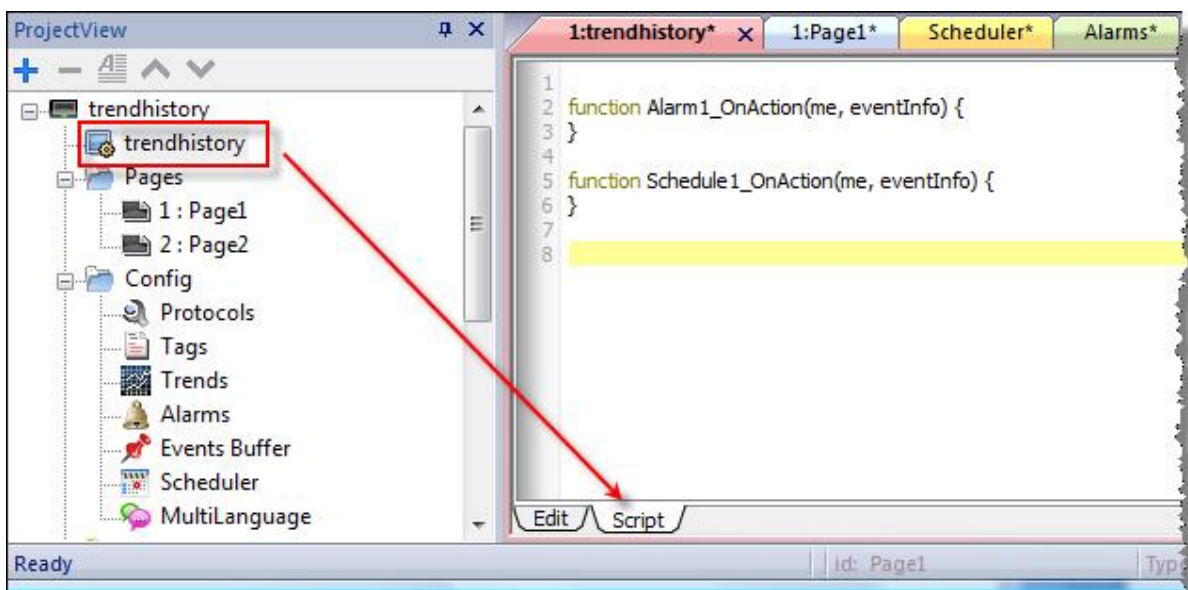 ProjectView
trendhistory
trendhistory
Pages
1 : Page1
2 : Page2
Config
Protocols
Tags
Trends
Alarms
Events Buffer
Scheduler
MultiLanguage
1:trendhistory* 1:Page1* Scheduler* Alarms*
1
2 function Alarm1_OnAction(me, eventInfo) {
3 }
4
5 function Schedule1_OnAction(me, eventInfo) {
6 }
7
8
Edit Script
Ready id: Page1 Typ